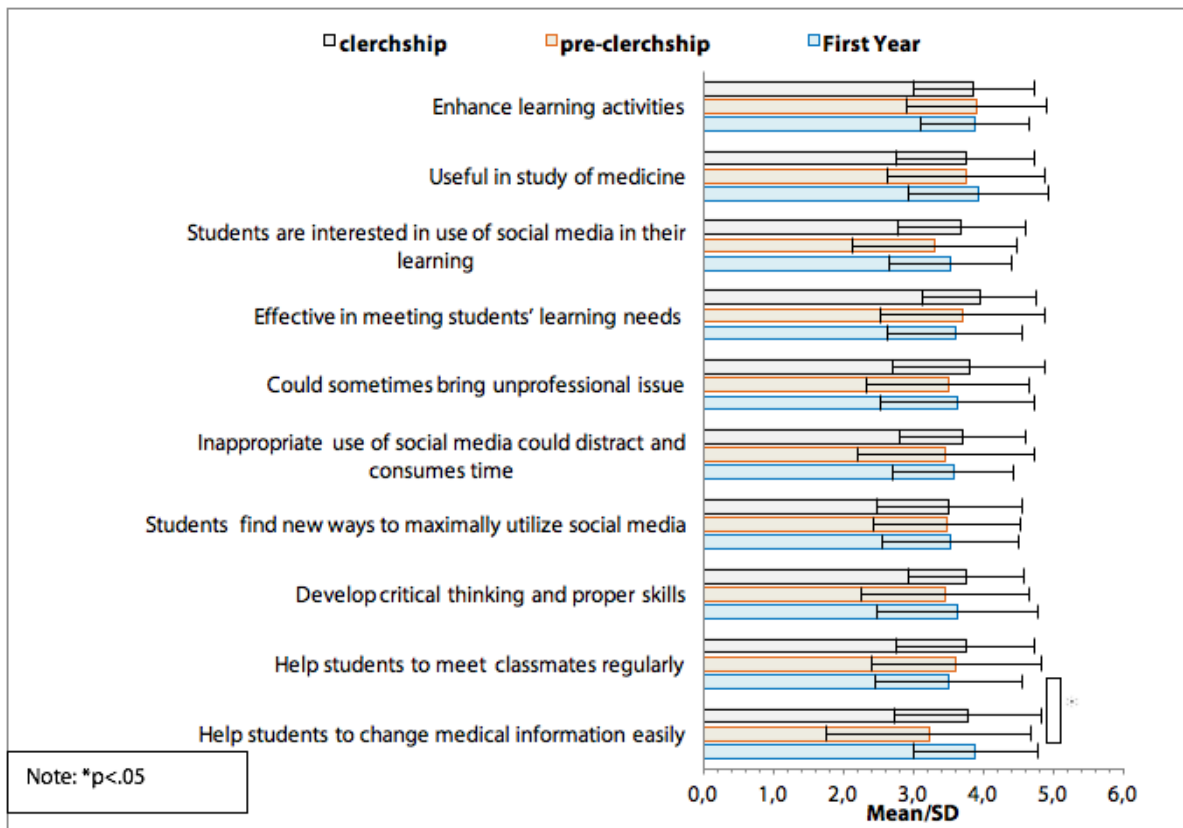 clerchship pre-clerchship First Year
Enhance learning activities
Useful in study of medicine
Students are interested in use of social media in their
learning
Effective in meeting students’ learning needs
Could sometimes bring unprofessional issue
Inappropriate use of social media could distract and
consumes time
Students find new ways to maximally utilize social media
Develop critical thinking and proper skills
Help students to meet classmates regularly
*
Help students to change medical information easily
Note: *p<.05
0,0 1,0 2,0 3,0 4,0 5,0 6,0
Mean/SD